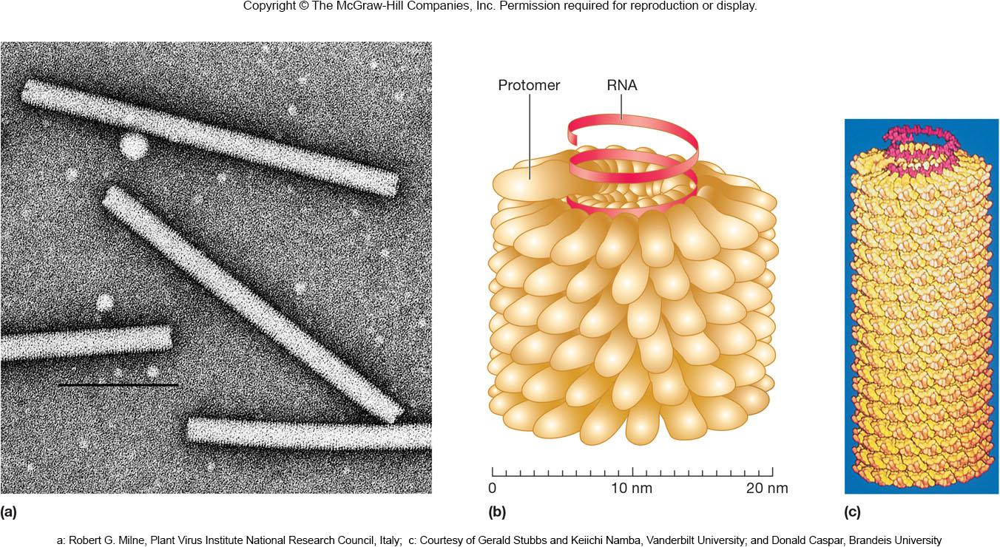 Copyright © The McGraw-Hill Companies, Inc. Permission required for reproduction or display.
Protomer
RNA
0
10 nm
20 nm
(a)
(b)
(c)
a: Robert G. Milne, Plant Virus Institute National Research Council, Italy; c: Courtesy of Gerald Stubbs and Keiichi Namba, Vanderbilt University; and Donald Caspar, Brandeis University